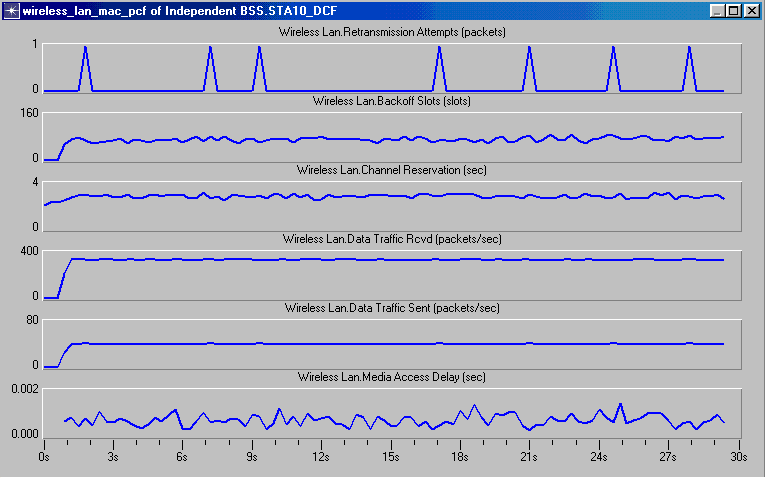 wireless_lan_mac_pcf of Independent BSS.STA10_DCF
Wireless Lan.Retransmission Attempts (packets)
1
0
Wireless Lan.Backoff Slots (slots)
160
0
Wireless Lan.Channel Reservation (sec)
4
0
Wireless Lan.Data Traffic Rcvd (packets/sec)
400
0
Wireless Lan.Data Traffic Sent (packets/sec)
80
0
Wireless Lan.Media Access Delay (sec)
0.002
0.000
0s 3s 6s 9s 12s 15s 18s 21s 24s 27s 30s